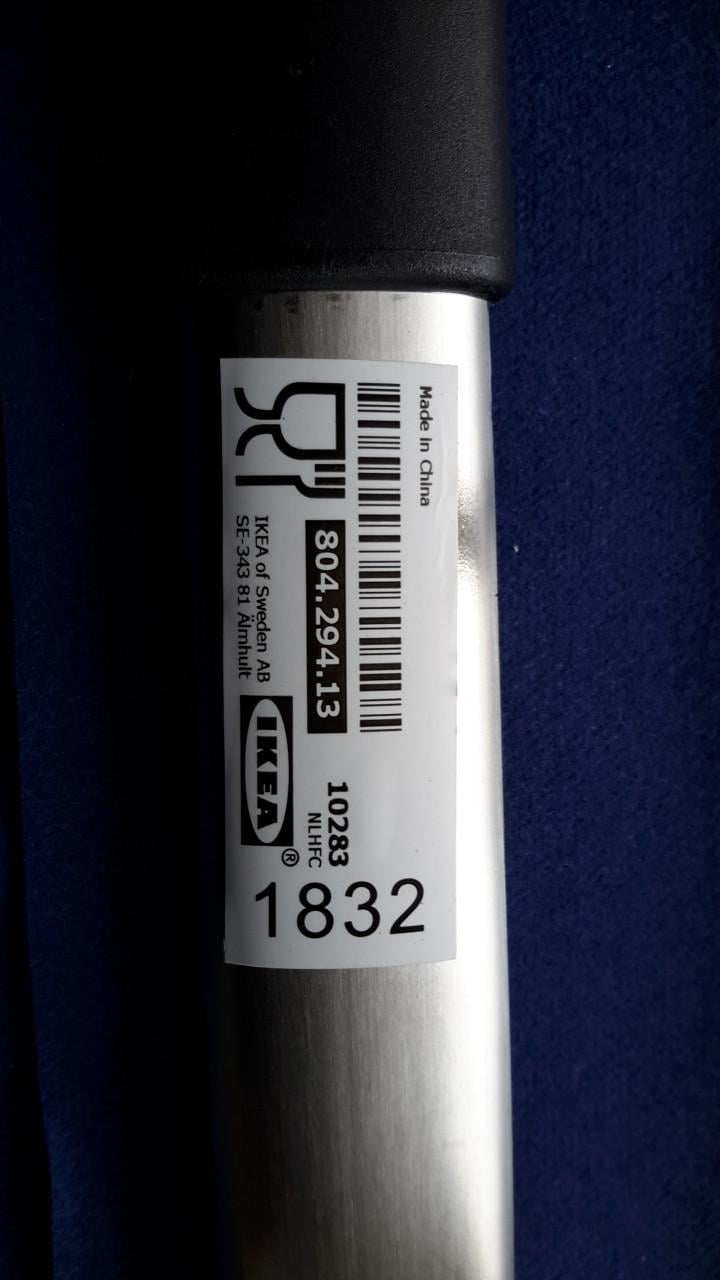 Made in China
804.294.13
IKEA of Sweden AB
SE-343 81 Älmhult
IKEA®
10283
NLHFC
1832